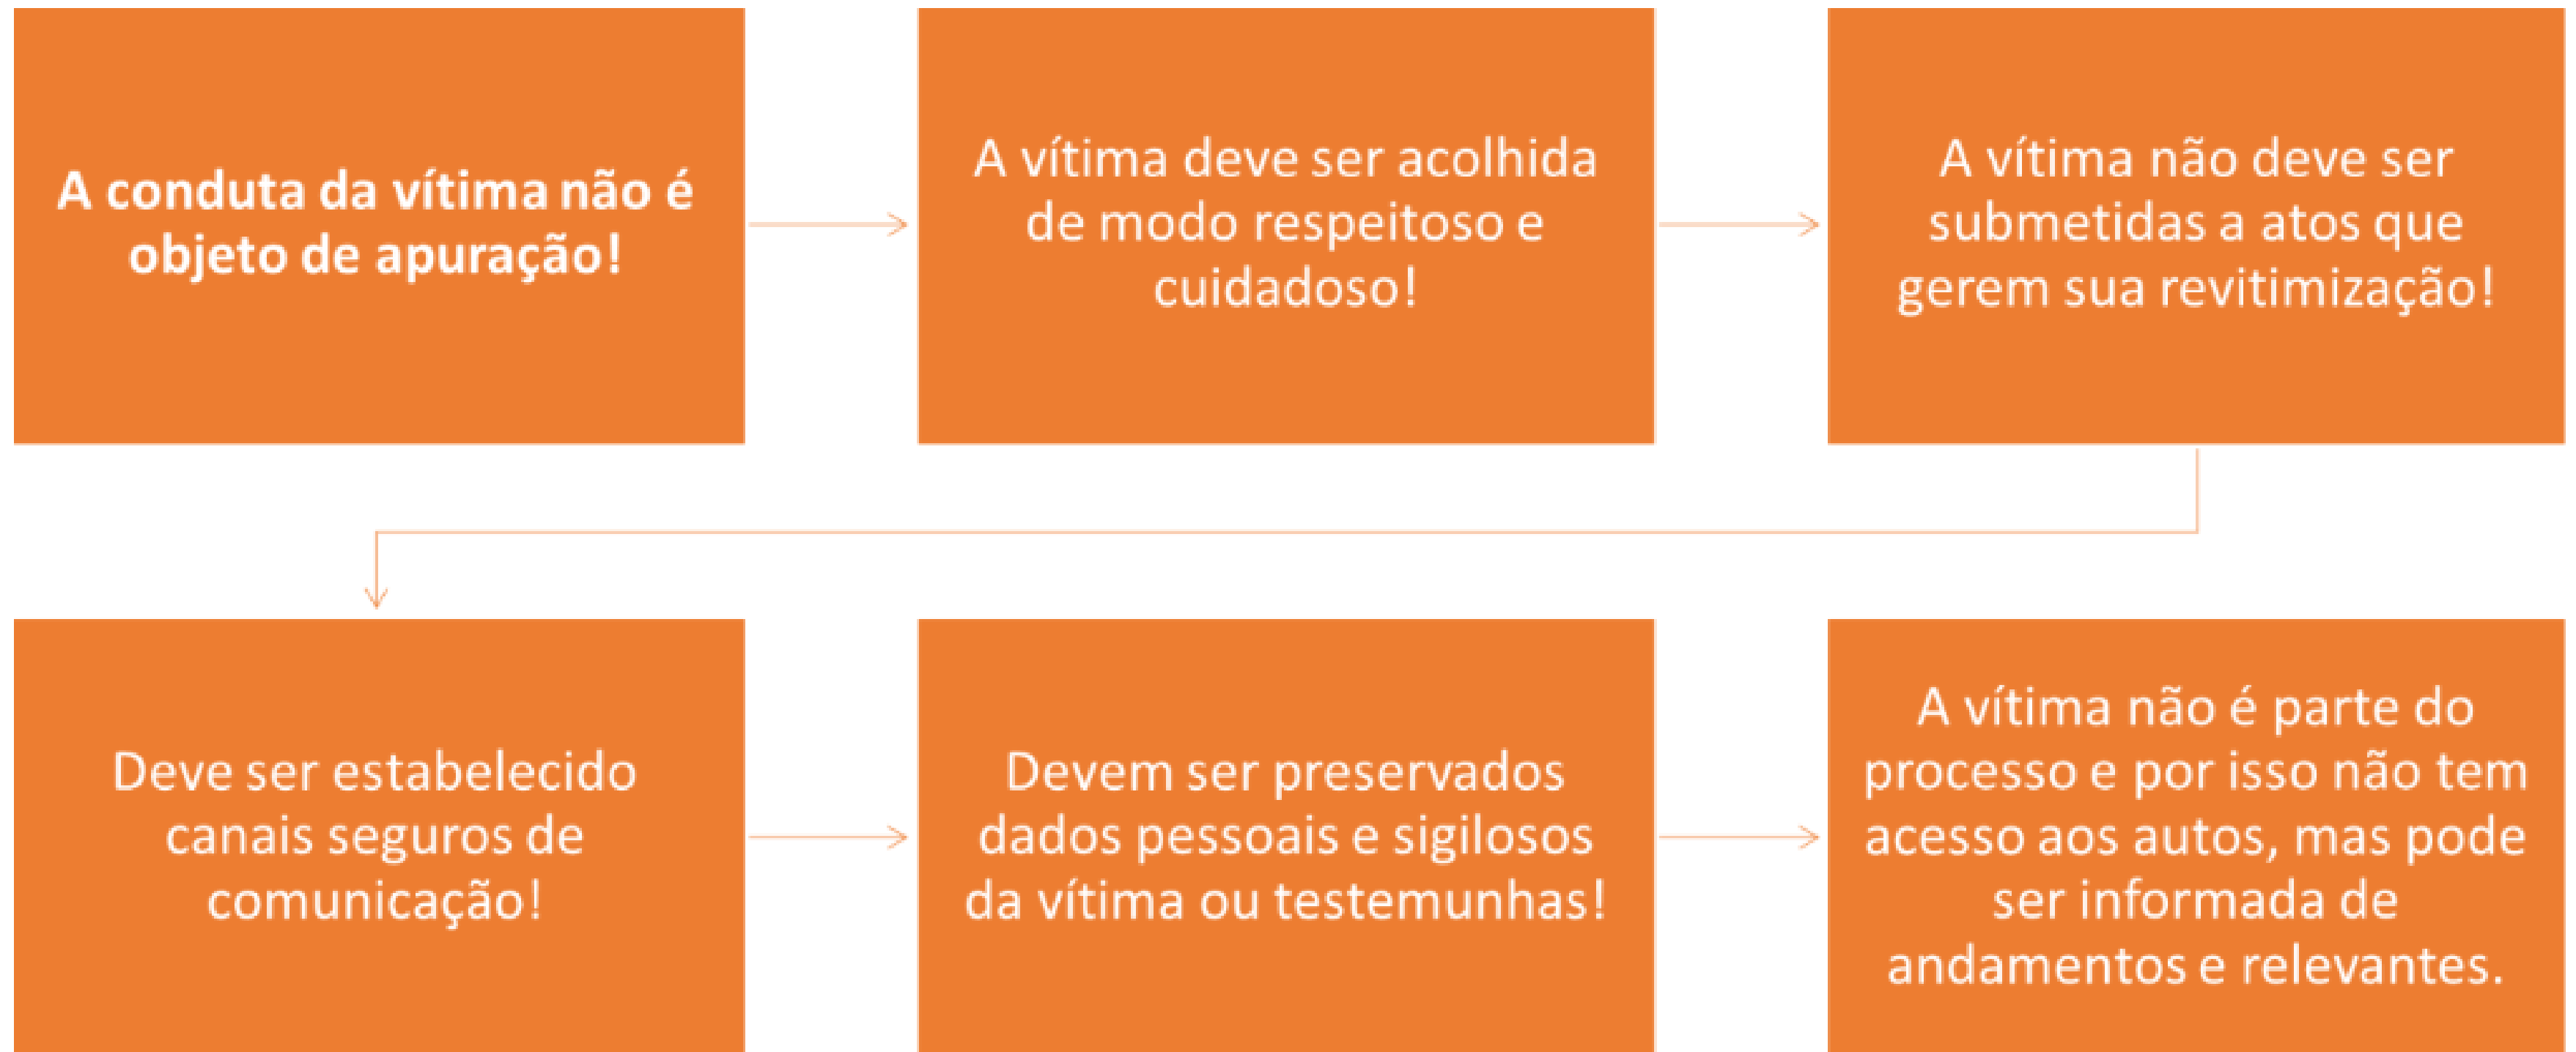 A conduta da vítima não é
objeto de apuração!
A vítima deve ser acolhida
de modo respeitoso e
cuidadoso!
A vítima não deve ser
submetidas a atos que
gerem sua revitimização!
Deve ser estabelecido
canais seguros de
comunicação!
Devem ser preservados
dados pessoais e sigilosos
da vítima ou testemunhas!
A vítima não é parte do
processo e por isso não tem
acesso aos autos, mas pode
ser informada de
andamentos e relevantes.